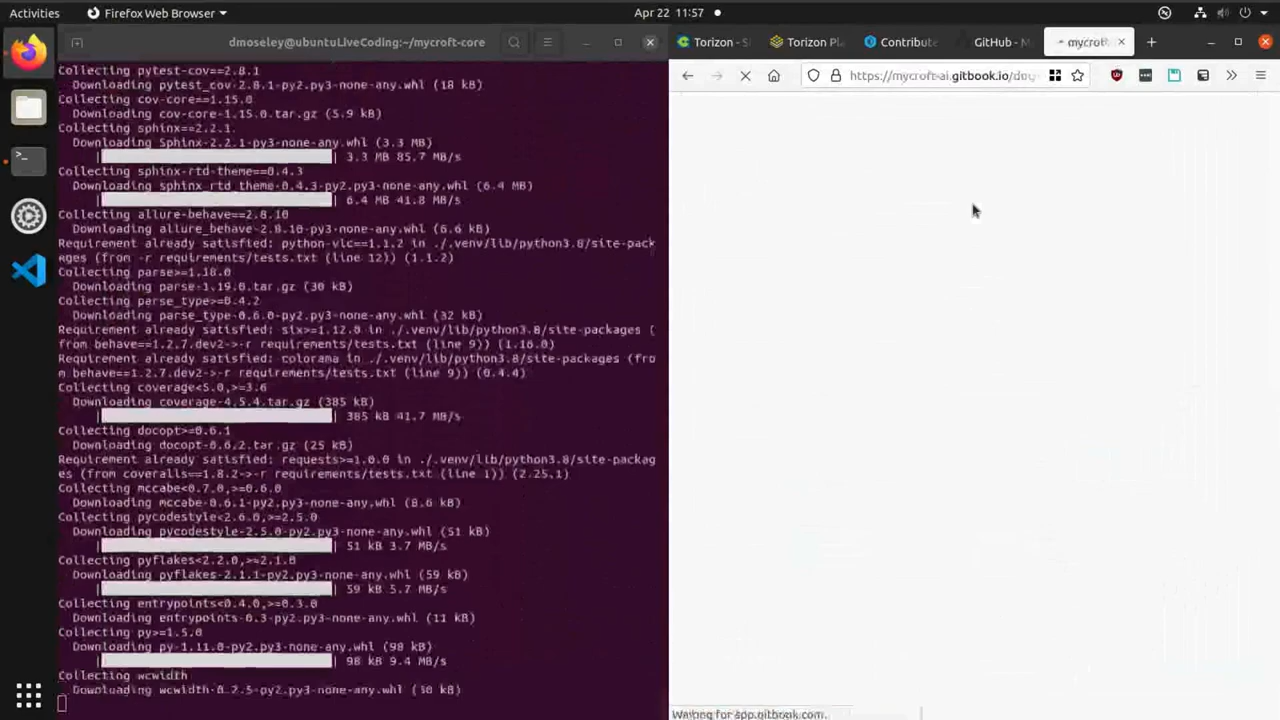 Activities
Firefox Web Browser
Apr 22 11:57
dmoseley@ubuntuLiveCoding:~/mycroft-core
Torizon - S
Torizon Pl
Contribute
GitHub - M
mycroft
https://mycroft-ai.gitbook.io/do
Collecting pytest-cov==2.8.1
Downloading pytest_cov-2.8.1-py2.py3-none-any.whl (18 kB)
Collecting cov-core==1.15.0
Downloading cov-core-1.15.0.tar.gz (5.9 kB)
Collecting sphinx==2.2.1
Downloading Sphinx-2.2.1-py3-none-any.whl (3.3 MB)
| 3.3 MB 85.7 MB/s
Collecting sphinx-rtd-theme==0.4.3
Downloading sphinx_rtd_theme-0.4.3-py2.py3-none-any.whl (6.4 MB)
| 6.4 MB 41.8 MB/s
Collecting allure-behave==2.8.10
Downloading allure_behave-2.8.10-py2.py3-none-any.whl (6.6 kB)
Requirement already satisfied: python-vlc==1.1.2 in ./.venv/lib/python3.8/site-pack
ages (from -r requirements/tests.txt (line 12)) (1.1.2)
Collecting parse>=1.18.0
Downloading parse-1.19.0.tar.gz (30 kB)
Collecting parse_type>=0.4.2
Downloading parse_type-0.6.0-py2.py3-none-any.whl (32 kB)
Requirement already satisfied: six>=1.12.0 in ./.venv/lib/python3.8/site-packages (
from behave==1.2.7.dev2->-r requirements/tests.txt (line 9)) (1.16.0)
Requirement already satisfied: colorama in ./.venv/lib/python3.8/site-packages (fro
m behave==1.2.7.dev2->-r requirements/tests.txt (line 9)) (0.4.4)
Collecting coverage<5.0,>=3.6
Downloading coverage-4.5.4.tar.gz (385 kB)
| 385 kB 41.7 MB/s
Collecting docopt>=0.6.1
Downloading docopt-0.6.2.tar.gz (25 kB)
Requirement already satisfied: requests>=1.0.0 in ./.venv/lib/python3.8/site-packag
es (from coveralls==1.8.2->-r requirements/tests.txt (line 1)) (2.25.1)
Collecting mccabe<0.7.0,>=0.6.0
Downloading mccabe-0.6.1-py2.py3-none-any.whl (8.6 kB)
Collecting pycodestyle<2.6.0,>=2.5.0
Downloading pycodestyle-2.5.0-py2.py3-none-any.whl (51 kB)
| 51 kB 3.7 MB/s
Collecting pyflakes<2.2.0,>=2.1.0
Downloading pyflakes-2.1.1-py2.py3-none-any.whl (59 kB)
| 59 kB 5.7 MB/s
Collecting entrypoints<0.4.0,>=0.3.0
Downloading entrypoints-0.3-py2.py3-none-any.whl (11 kB)
Collecting py>=1.5.0
Downloading py-1.11.0-py2.py3-none-any.whl (98 kB)
| 98 kB 9.4 MB/s
Collecting wcwidth
Downloading wcwidth-0.2.5-py2.py3-none-any.whl (30 kB)
Waiting for app.gitbook.com...